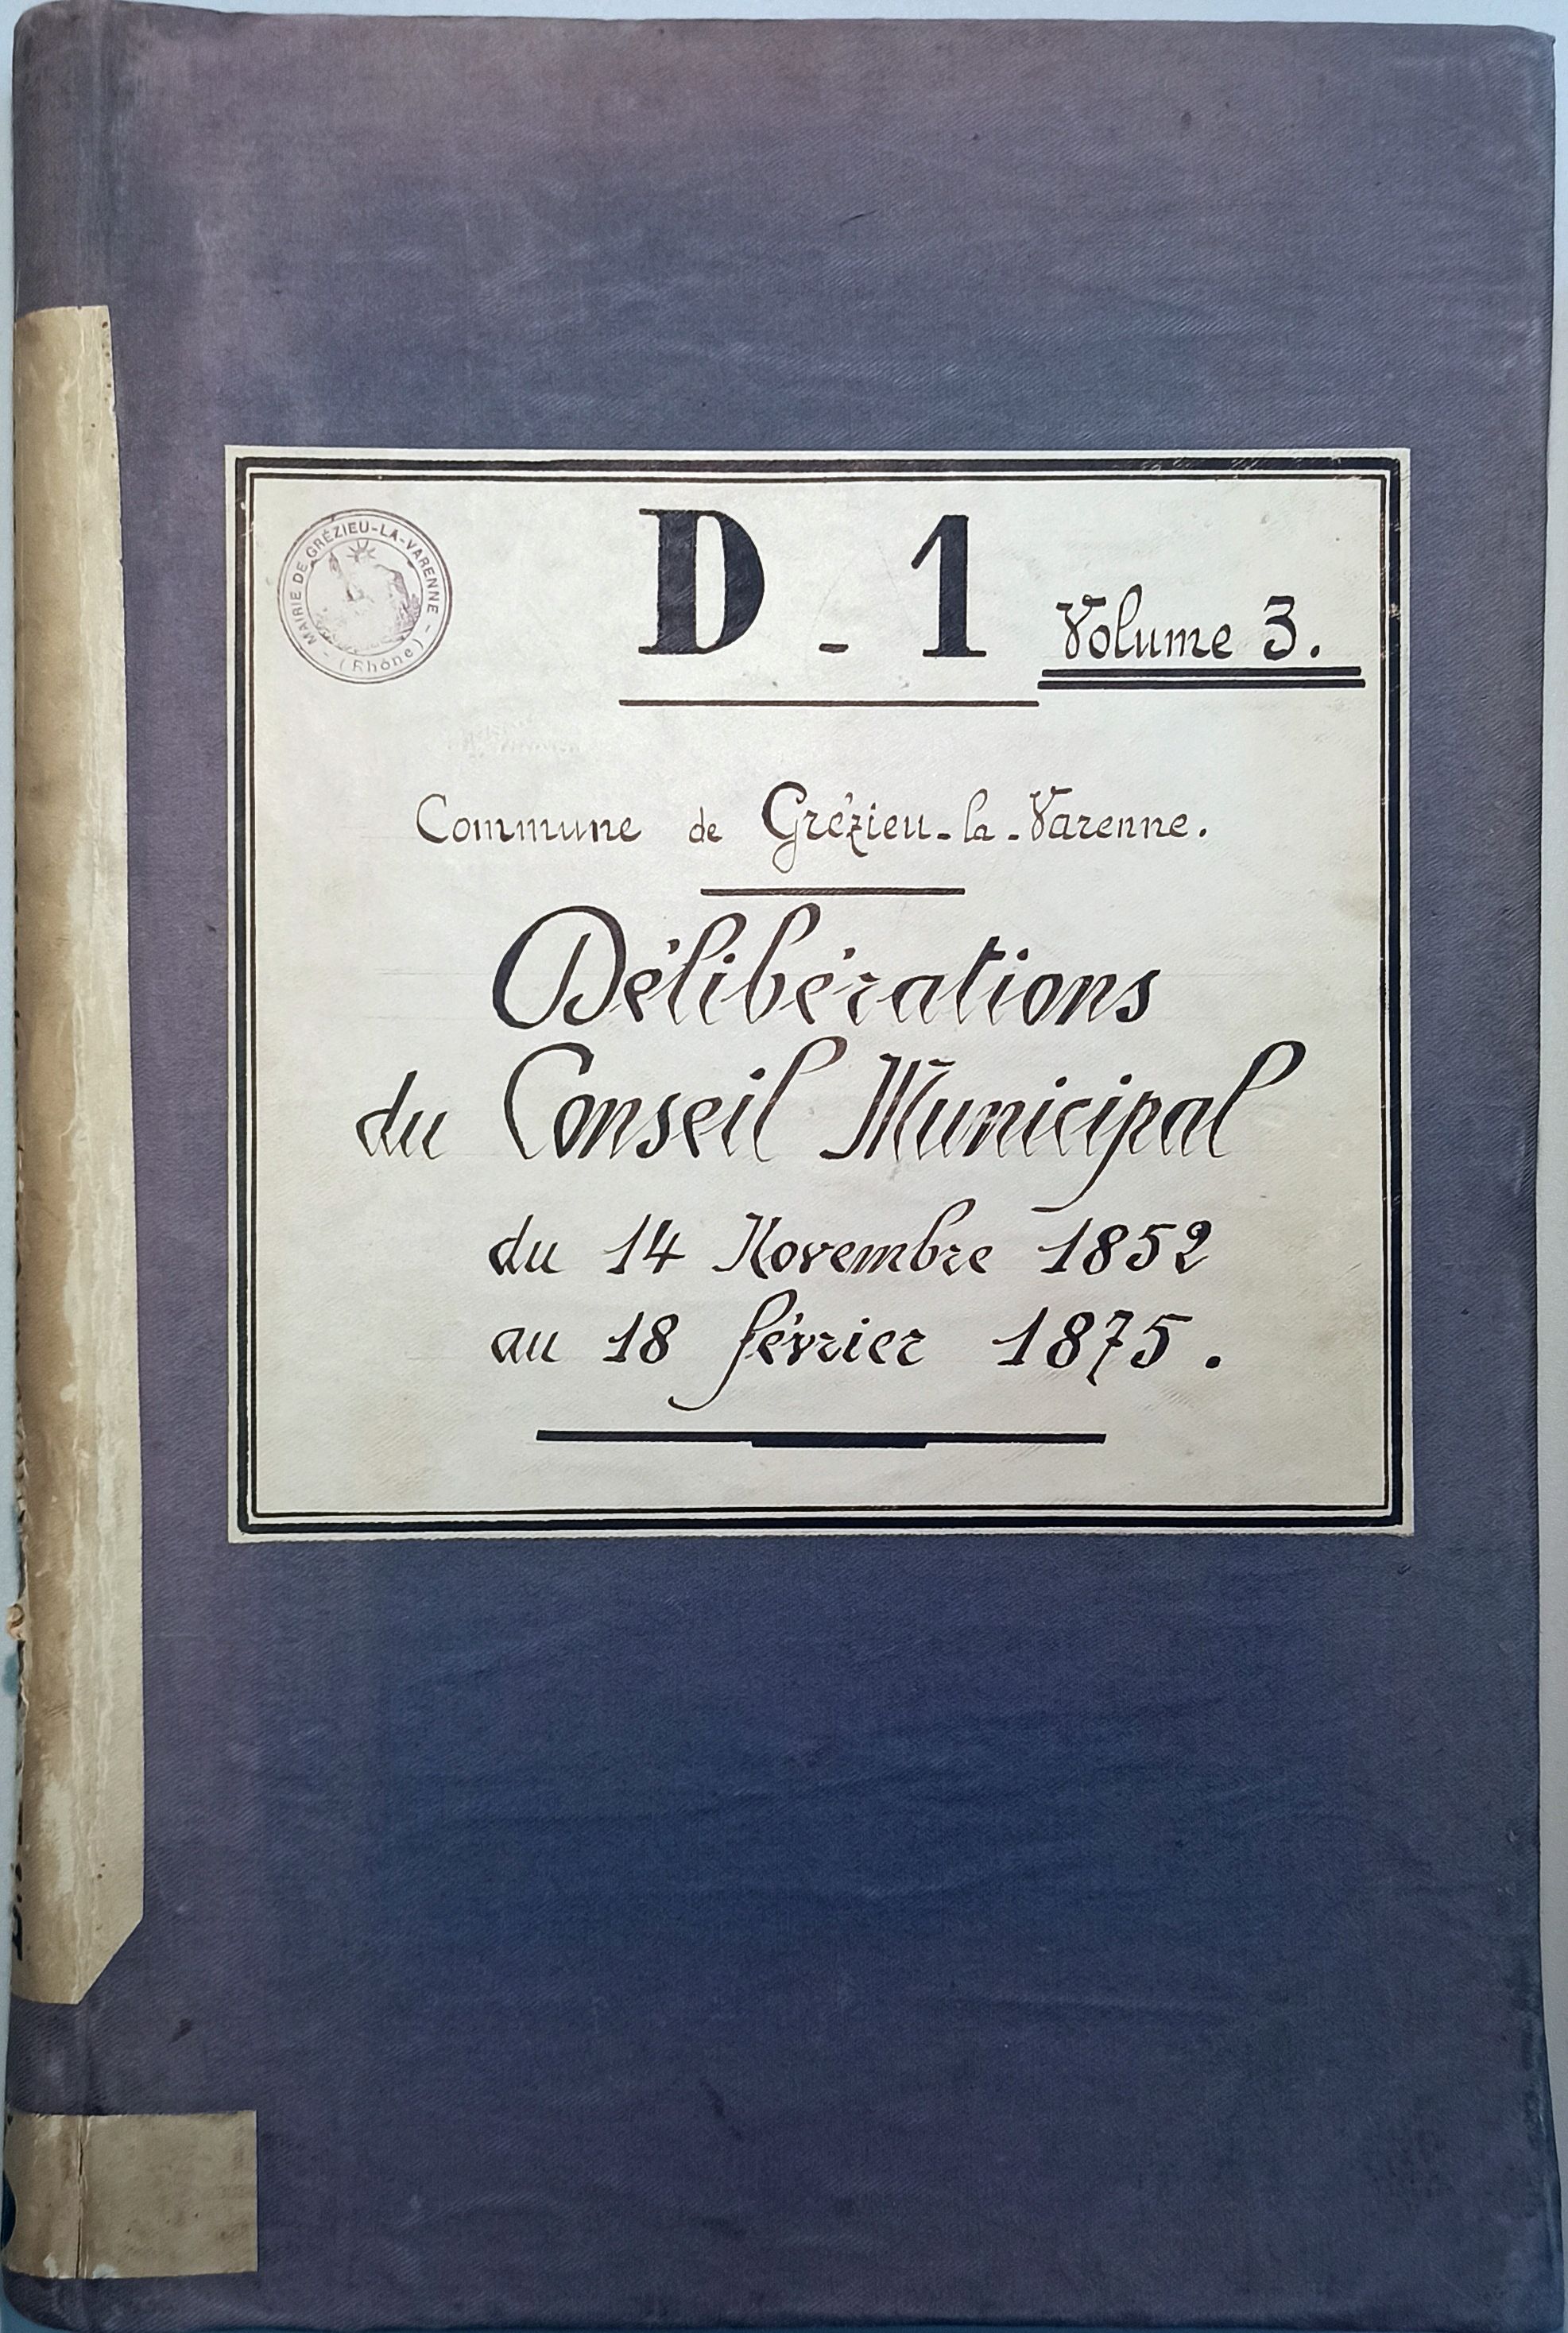 MAIRIE DE GRÉZIEU-LA-VARENNE - (Rhône) -
D - 1 Volume 3.
Commune de Grézieu-la-Varenne.
Délibérations
du Conseil Municipal
du 14 Novembre 1852
au 18 février 1875.